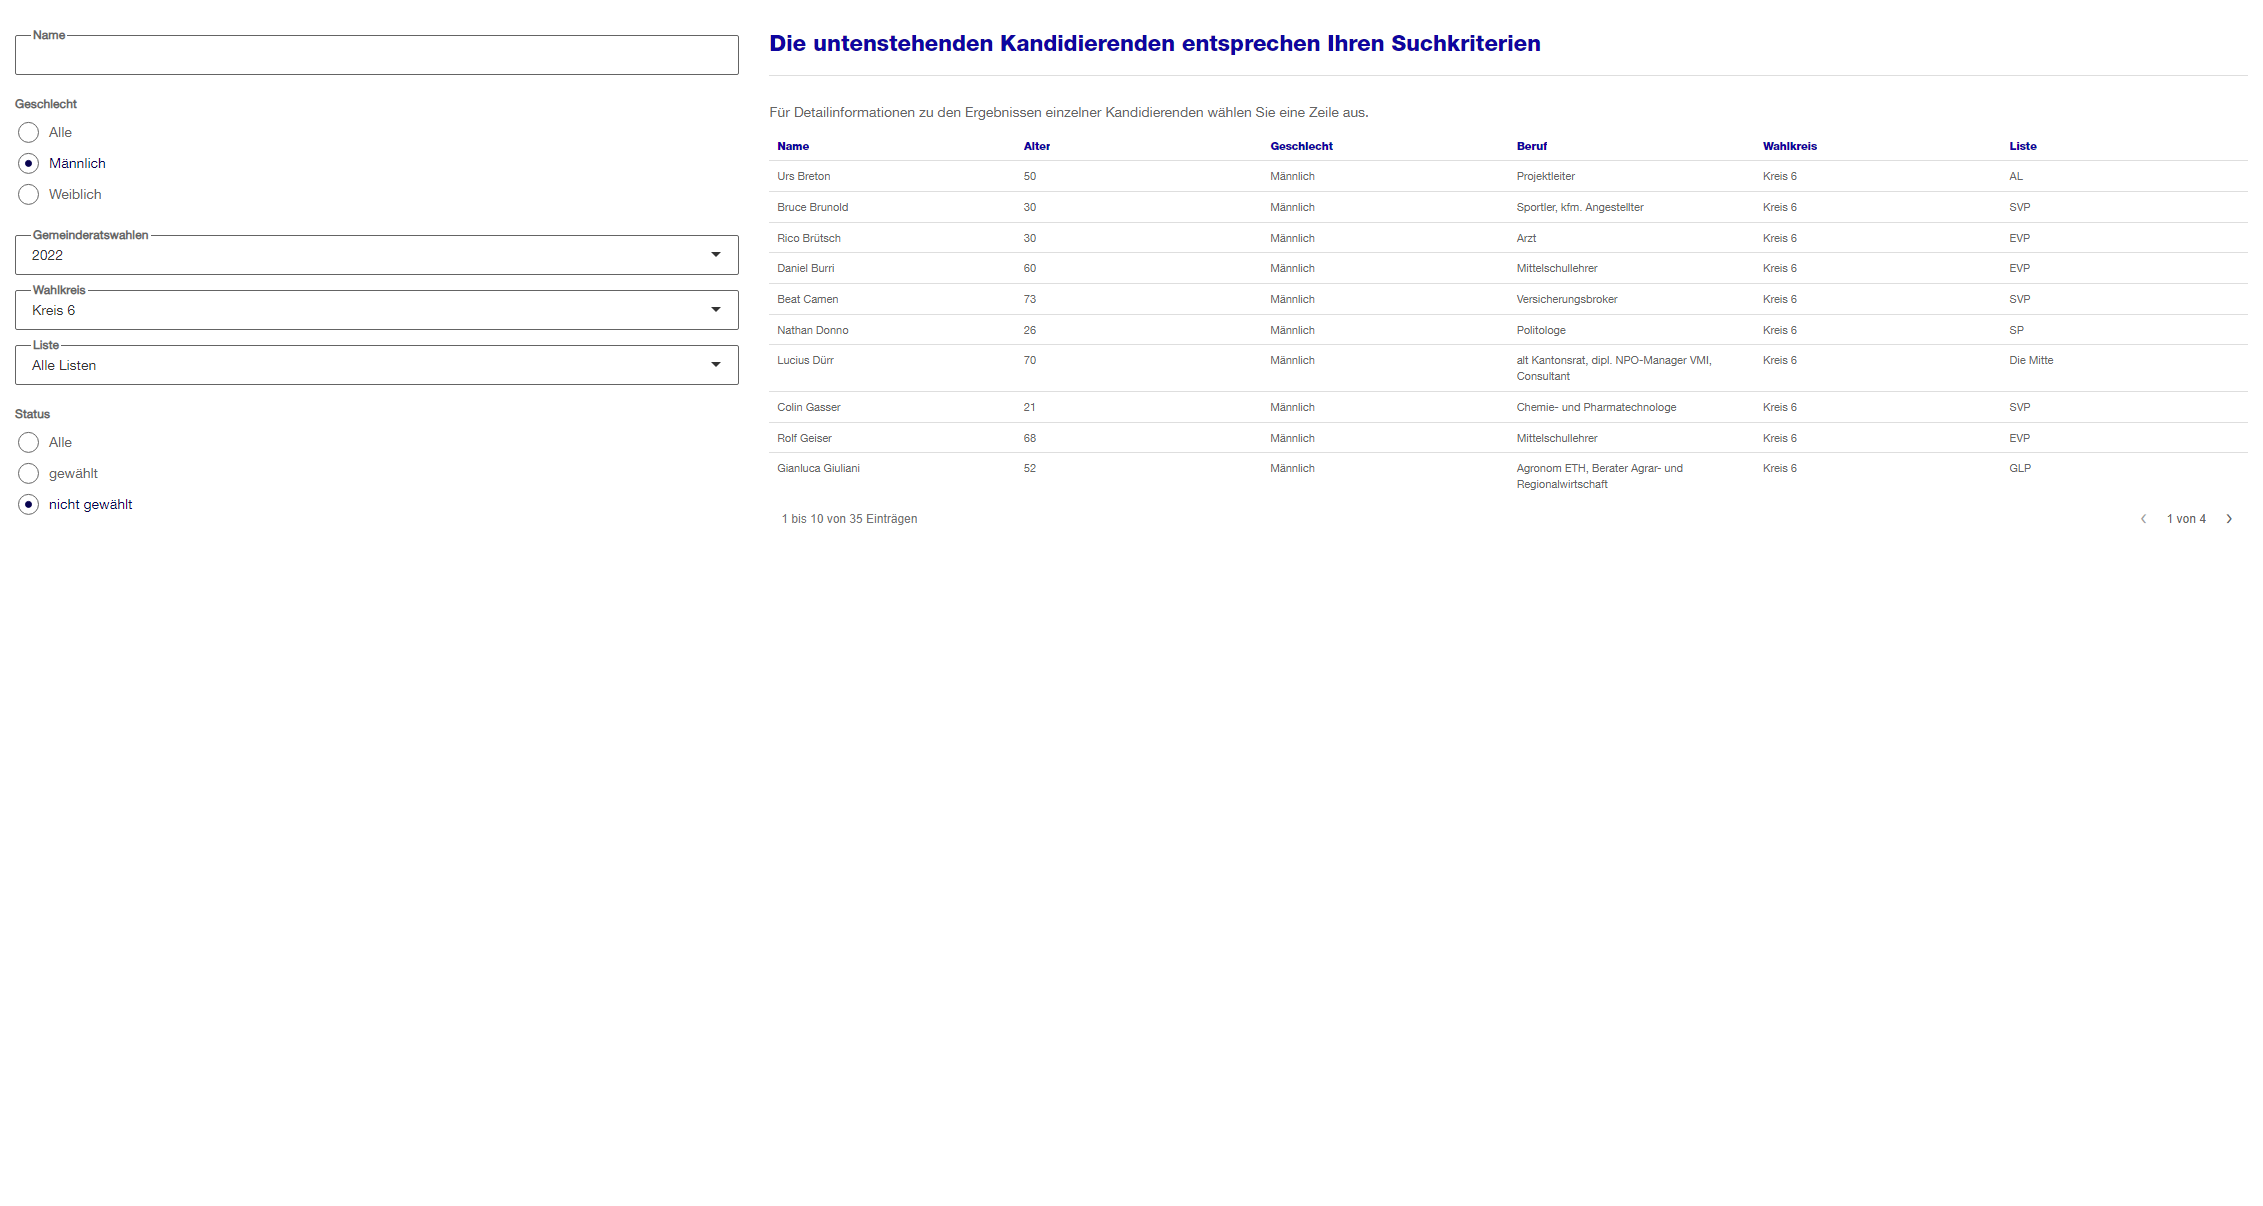 Name
Geschlecht
Alle
Männlich
Weiblich
Gemeinderatswahlen
2022
Wahlkreis
Kreis 6
Liste
Alle Listen
Status
Alle
gewählt
nicht gewählt
Die untenstehenden Kandidierenden entsprechen Ihren Suchkriterien
Für Detailinformationen zu den Ergebnissen einzelner Kandidierenden wählen Sie eine Zeile aus.
Name Alter Geschlecht Beruf Wahlkreis Liste
Urs Breton 50 Männlich Projektleiter Kreis 6 AL
Bruce Brunold 30 Männlich Sportler, kfm. Angestellter Kreis 6 SVP
Rico Brütsch 30 Männlich Arzt Kreis 6 EVP
Daniel Burri 60 Männlich Mittelschullehrer Kreis 6 EVP
Beat Camen 73 Männlich Versicherungsbroker Kreis 6 SVP
Nathan Donno 26 Männlich Politologe Kreis 6 SP
Lucius Dürr 70 Männlich alt Kantonsrat, dipl. NPO-Manager VMI, Kreis 6 Die Mitte
Consultant
Colin Gasser 21 Männlich Chemie- und Pharmatechnologe Kreis 6 SVP
Rolf Geiser 68 Männlich Mittelschullehrer Kreis 6 EVP
Gianluca Giuliani 52 Männlich Agronom ETH, Berater Agrar- und Kreis 6 GLP
Regionalwirtschaft
1 bis 10 von 35 Einträgen
1 von 4